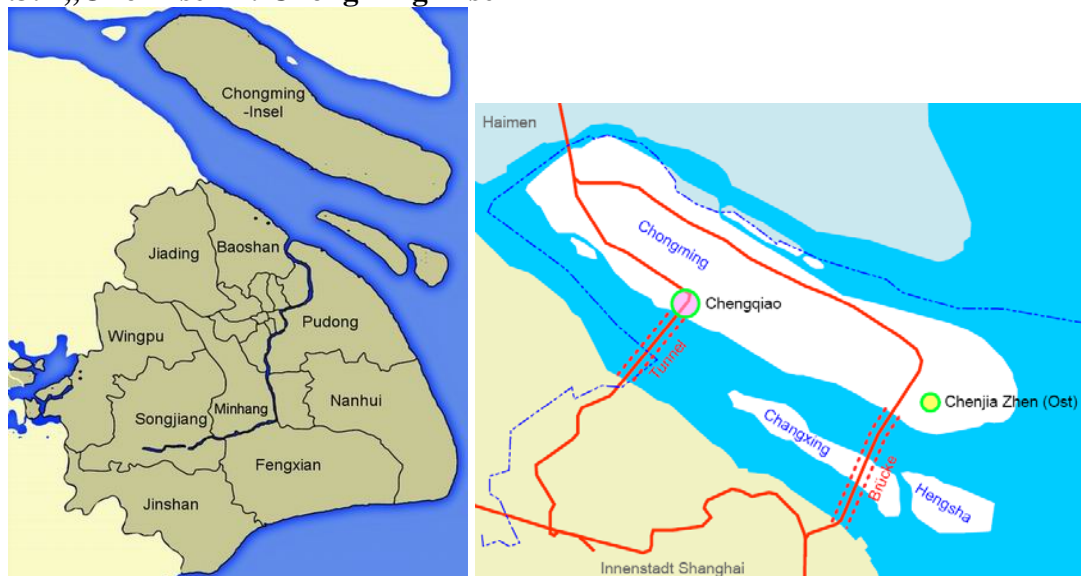 Chongming
-Insel
Baoshan
Jiading
Pudong
Wingpu
Nanhui
Minhang
Songjiang
Fengxian
Jinshan
Haimen
Chongming
Chengqiao
Tunnel
Chenjia Zhen (Ost)
Changxing
Brücke
Hengsha
Innenstadt Shanghai